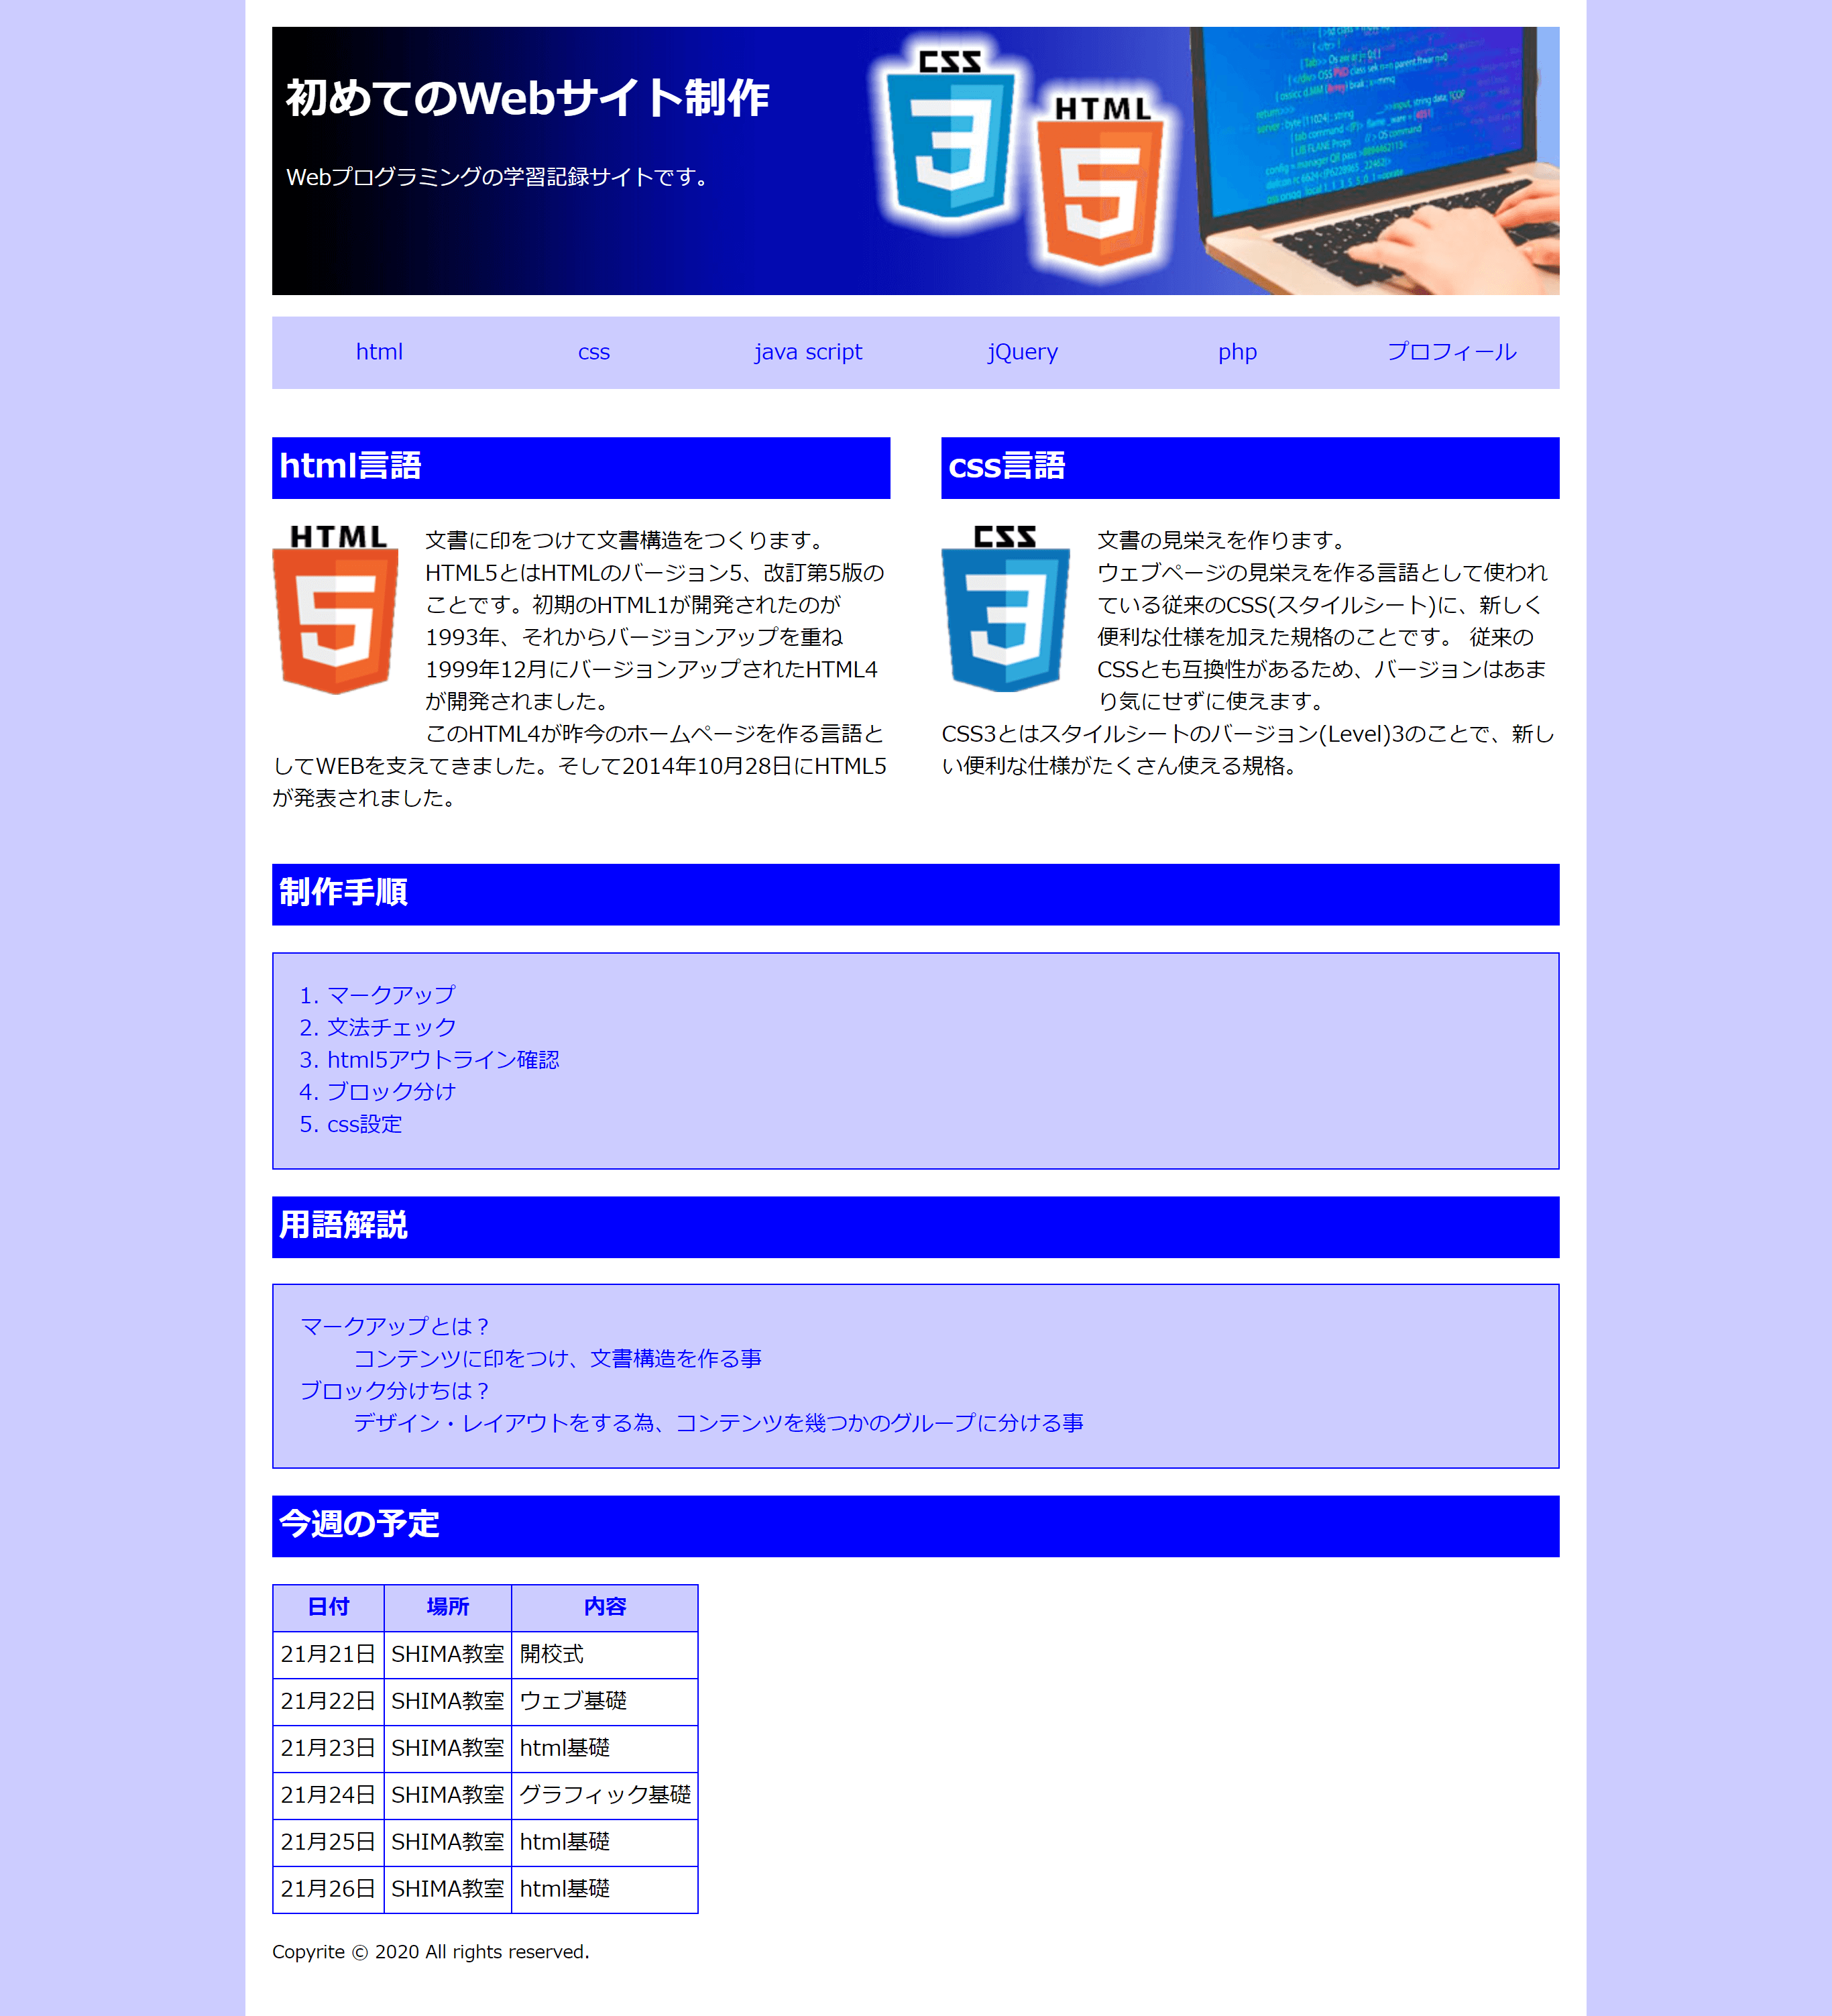 初めてのWebサイト制作
Webプログラミングの学習記録サイトです。
CSS
3
HTML
5
html
css
java script
jQuery
php
プロフィール
html言語
HTML
5
文書に印をつけて文書構造をつくります。
HTML5とはHTMLのバージョン5、改訂第5版の
ことです。初期のHTML1が開発されたのが
1993年、それからバージョンアップを重ね
1999年12月にバージョンアップされたHTML4
が開発されました。
このHTML4が昨今のホームページを作る言語と
してWEBを支えてきました。そして2014年10月28日にHTML5
が発表されました。
css言語
CSS
3
文書の見栄えを作ります。
ウェブページの見栄えを作る言語として使われ
ている従来のCSS(スタイルシート)に、新しく
便利な仕様を加えた規格のことです。 従来の
CSSとも互換性があるため、バージョンはあま
り気にせずに使えます。
CSS3とはスタイルシートのバージョン(Level)3のことで、新し
い便利な仕様がたくさん使える規格。
制作手順
1. マークアップ
2. 文法チェック
3. html5アウトライン確認
4. ブロック分け
5. css設定
用語解説
マークアップとは？
コンテンツに印をつけ、文書構造を作る事
ブロック分けちは？
デザイン・レイアウトをする為、コンテンツを幾つかのグループに分ける事
今週の予定
日付 場所 内容
21月21日 SHIMA教室 開校式
21月22日 SHIMA教室 ウェブ基礎
21月23日 SHIMA教室 html基礎
21月24日 SHIMA教室 グラフィック基礎
21月25日 SHIMA教室 html基礎
21月26日 SHIMA教室 html基礎
Copyrite © 2020 All rights reserved.